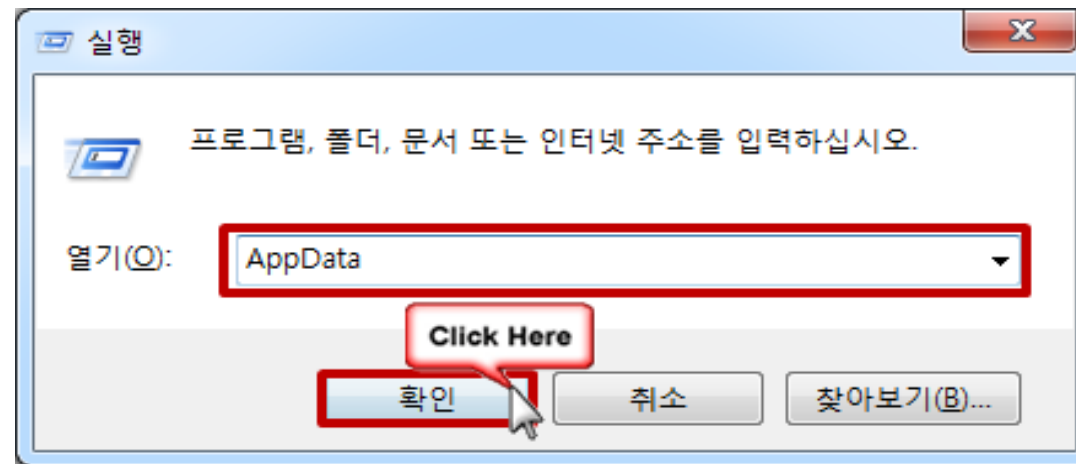 실행
프로그램, 폴더, 문서 또는 인터넷 주소를 입력하십시오.
열기(O): AppData
Click Here
확인 취소 찾아보기(B)...